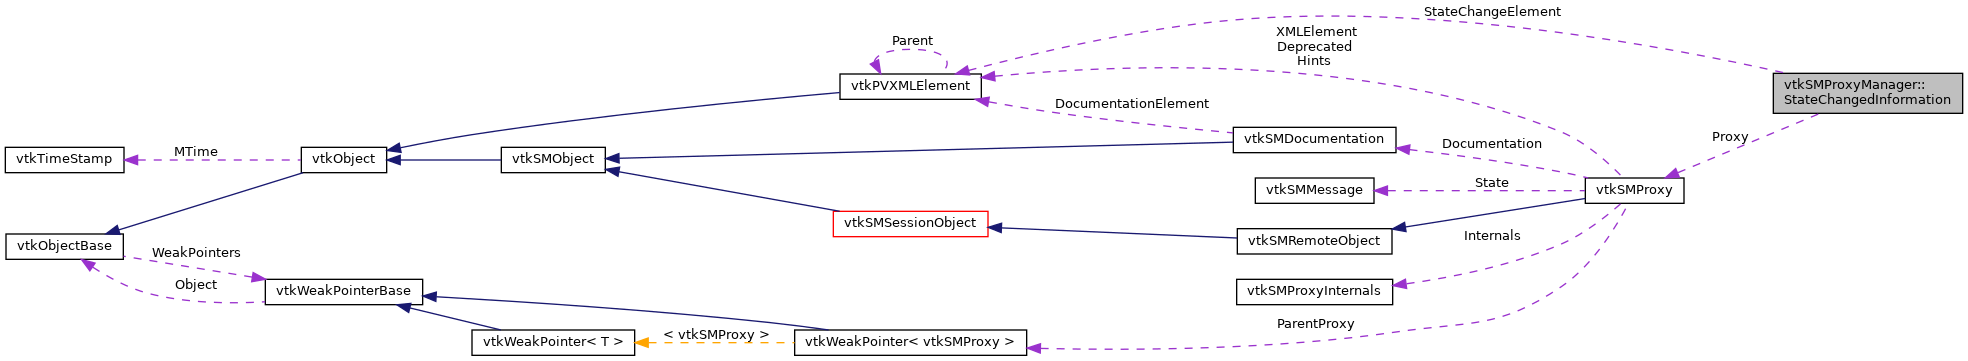 StateChangeElement
XMLElement
Deprecated
Hints
Parent
vtkPVXMLElement
vtkSMProxyManager::
StateChangedInformation
DocumentationElement
Proxy
vtkSMDocumentation
Documentation
MTime
vtkTimeStamp
vtkObject
vtkSMObject
vtkSMMessage
State
vtkSMProxy
vtkSMSessionObject
vtkSMRemoteObject
Internals
vtkObjectBase
WeakPointers
Object
vtkWeakPointerBase
vtkSMProxyInternals
ParentProxy
vtkWeakPointer< T >
< vtkSMProxy >
vtkWeakPointer< vtkSMProxy >